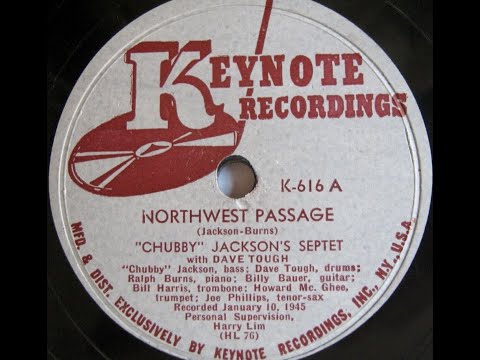 KEYNOTE
RECORDINGS
K-616 A
NORTHWEST PASSAGE
(Jackson-Burns)
"CHUBBY" JACKSON'S SEPTET
with DAVE TOUGH
"Chubby" Jackson, bass; Dave Tough, drums;
Ralph Burns, piano; Billy Bauer, guitar;
Bill Harris, trombone; Howard Mc. Ghee,
trumpet; Joe Phillips, tenor-sax
Recorded January 10, 1945
Personal Supervision,
Harry Lim
(HL 76)
MFD. & DIST. EXCLUSIVELY BY KEYNOTE RECORDINGS, INC., N.Y., U.S.A.